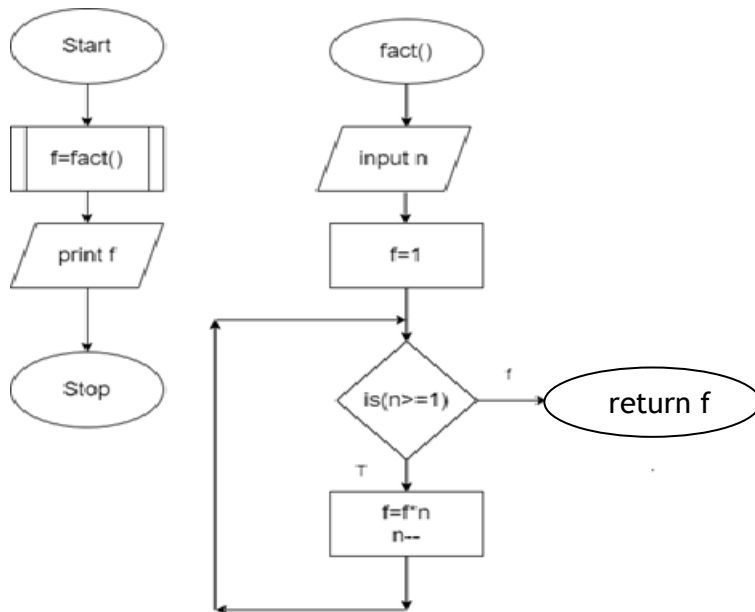 Start
f=fact()
print f
Stop
fact()
input n
f=1
is(n>=1)
f
return f
T
f=f*n
n--